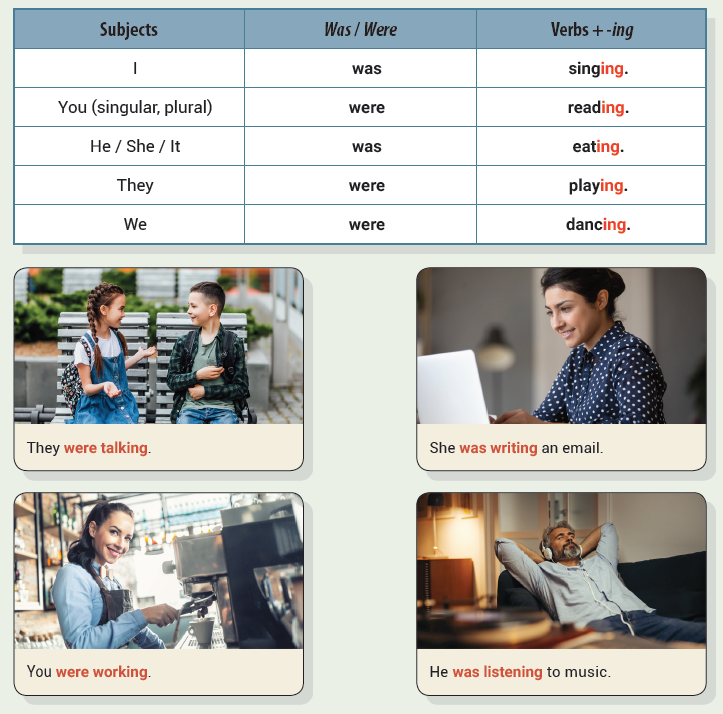 Subjects Was / Were Verbs + -ing
I was singing.
You (singular, plural) were reading.
He / She / It was eating.
They were playing.
We were dancing.
They were talking.
She was writing an email.
You were working.
He was listening to music.